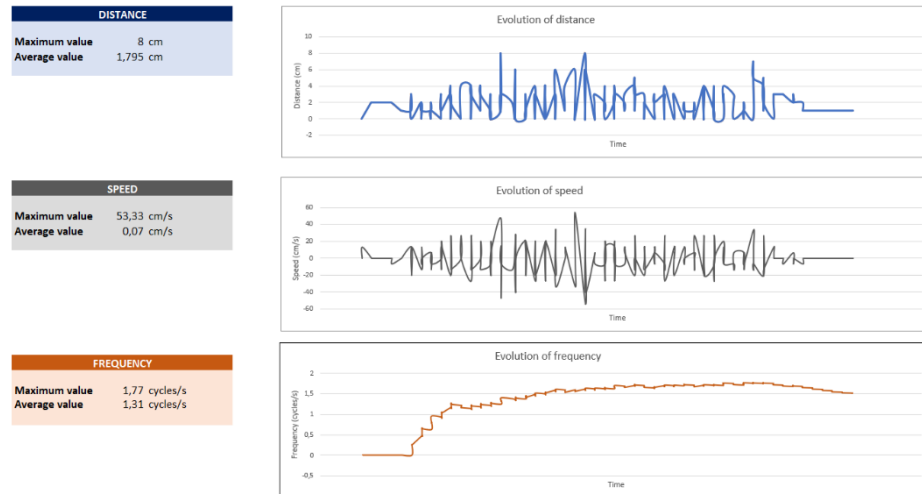 DISTANCE
Maximum value 8 cm
Average value 1,795 cm
Evolution of distance
10
8
6
4
2
0
-2
Distance (cm)
Time
SPEED
Maximum value 53,33 cm/s
Average value 0,07 cm/s
Evolution of speed
60
40
20
0
-20
-40
-60
Speed (cm/s)
Time
FREQUENCY
Maximum value 1,77 cycles/s
Average value 1,31 cycles/s
Evolution of frequency
2
1,5
1
0,5
0
-0,5
Frequency (cycles/s)
Time